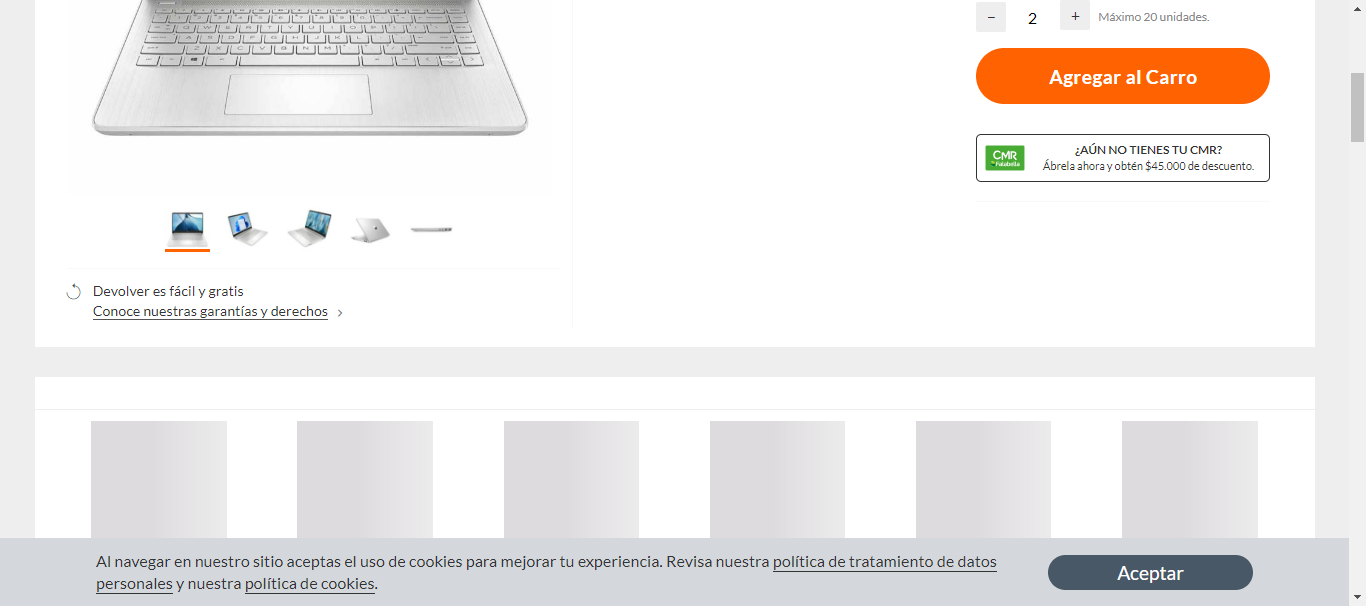 − 2 + Máximo 20 unidades.
Agregar al Carro
CMR
Falabella
¿AÚN NO TIENES TU CMR?
Ábrela ahora y obtén $45.000 de descuento.
Devolver es fácil y gratis
Conoce nuestras garantías y derechos
Al navegar en nuestro sitio aceptas el uso de cookies para mejorar tu experiencia. Revisa nuestra política de tratamiento de datos
personales y nuestra política de cookies.
Aceptar